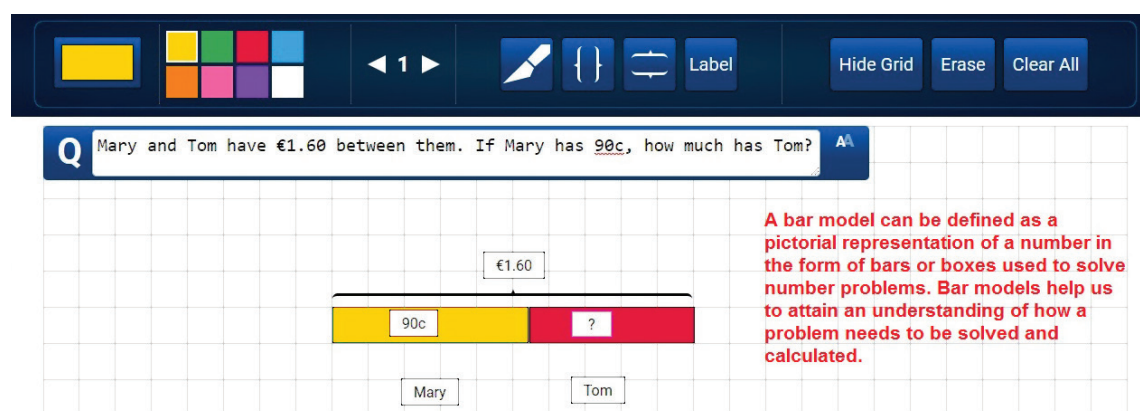 1
Label
Hide Grid
Erase
Clear All
Q
Mary and Tom have €1.60 between them. If Mary has 90c, how much has Tom?
AA
A bar model can be defined as a
pictorial representation of a number in
the form of bars or boxes used to solve
number problems. Bar models help us
to attain an understanding of how a
problem needs to be solved and
calculated.
€1.60
90c
?
Mary
Tom